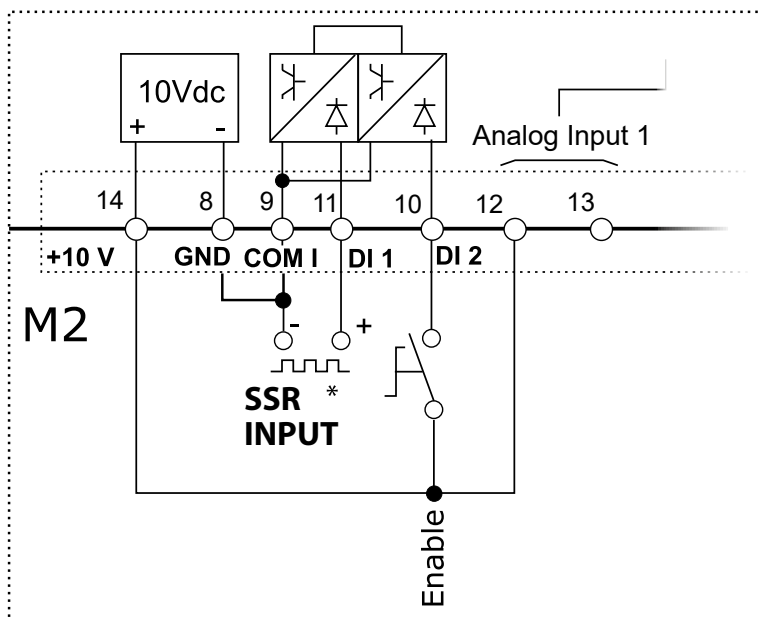 10Vdc
+ -
Analog Input 1
14 8 9 11 10 12 13
+10 V GND COM I DI 1 DI 2
M2
- +
SSR *
INPUT
Enable